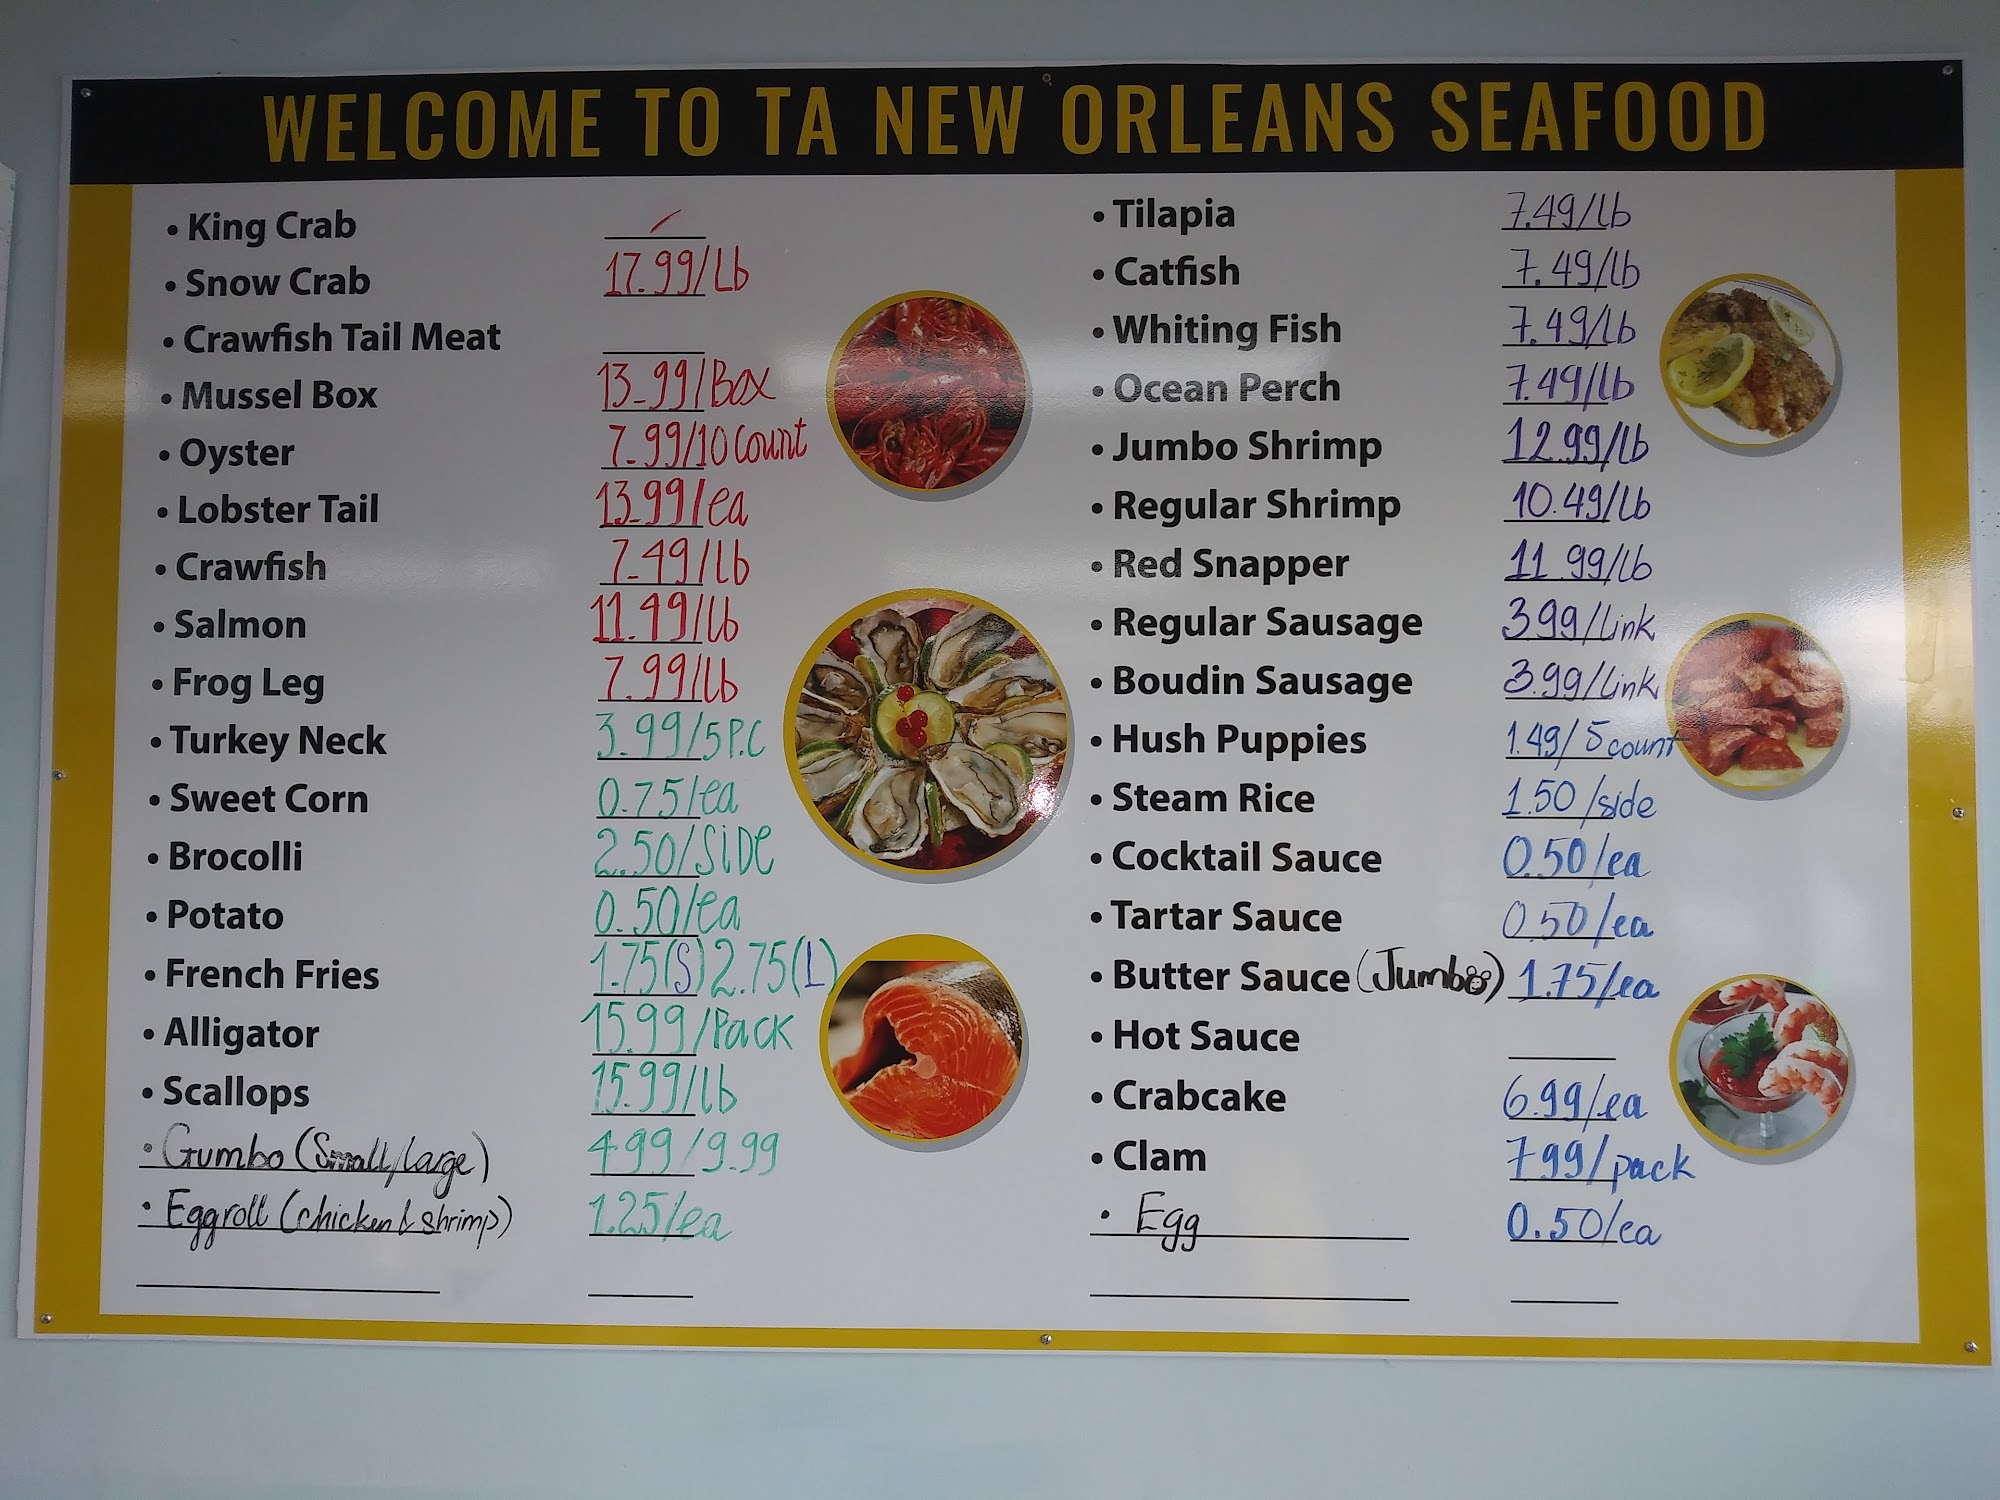 WELCOME TO TA NEW ORLEANS SEAFOOD
• King Crab
• Snow Crab 17.99/Lb
• Crawfish Tail Meat
• Mussel Box 13.99/Box
• Oyster 7.99/10 count
• Lobster Tail 13.99/ea
• Crawfish 7.49/lb
• Salmon 11.49/lb
• Frog Leg 7.99/lb
• Turkey Neck 3.99/5P.C
• Sweet Corn 0.75/ea
• Brocolli 2.50/SiDe
• Potato 0.50/ea
• French Fries 1.75(S) 2.75(L)
• Alligator 15.99/Pack
• Scallops 15.99/lb
• Gumbo (Small/large) 4.99/9.99
• Eggroll (chicken & shrimp) 1.25/ea
• Tilapia 7.49/lb
• Catfish 7.49/lb
• Whiting Fish 7.49/lb
• Ocean Perch 7.49/lb
• Jumbo Shrimp 12.99/lb
• Regular Shrimp 10.49/lb
• Red Snapper 11.99/lb
• Regular Sausage 3.99/link
• Boudin Sausage 3.99/link
• Hush Puppies 1.49/5 count
• Steam Rice 1.50/side
• Cocktail Sauce 0.50/ea
• Tartar Sauce 0.50/ea
• Butter Sauce (Jumbo) 1.75/ea
• Hot Sauce
• Crabcake 6.99/ea
• Clam 7.99/pack
• Egg 0.50/ea